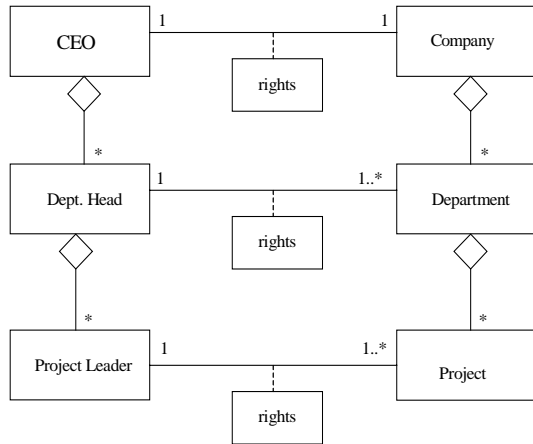 1 1
CEO Company
rights
* *
1 1..*
Dept. Head Department
rights
* *
1 1..*
Project Leader Project
rights